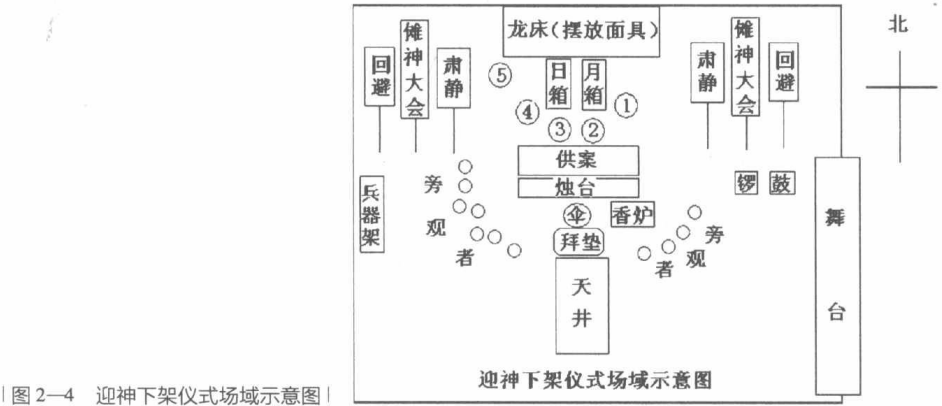 北
龙床(摆放面具)
回避
傩神大会
肃静
⑤
④
日箱
月箱
③
②
①
肃静
傩神大会
回避
供案
烛台
伞
香炉
拜垫
天井
兵器架
旁观者
旁观者
锣
鼓
舞台
迎神下架仪式场域示意图
图2—4 迎神下架仪式场域示意图